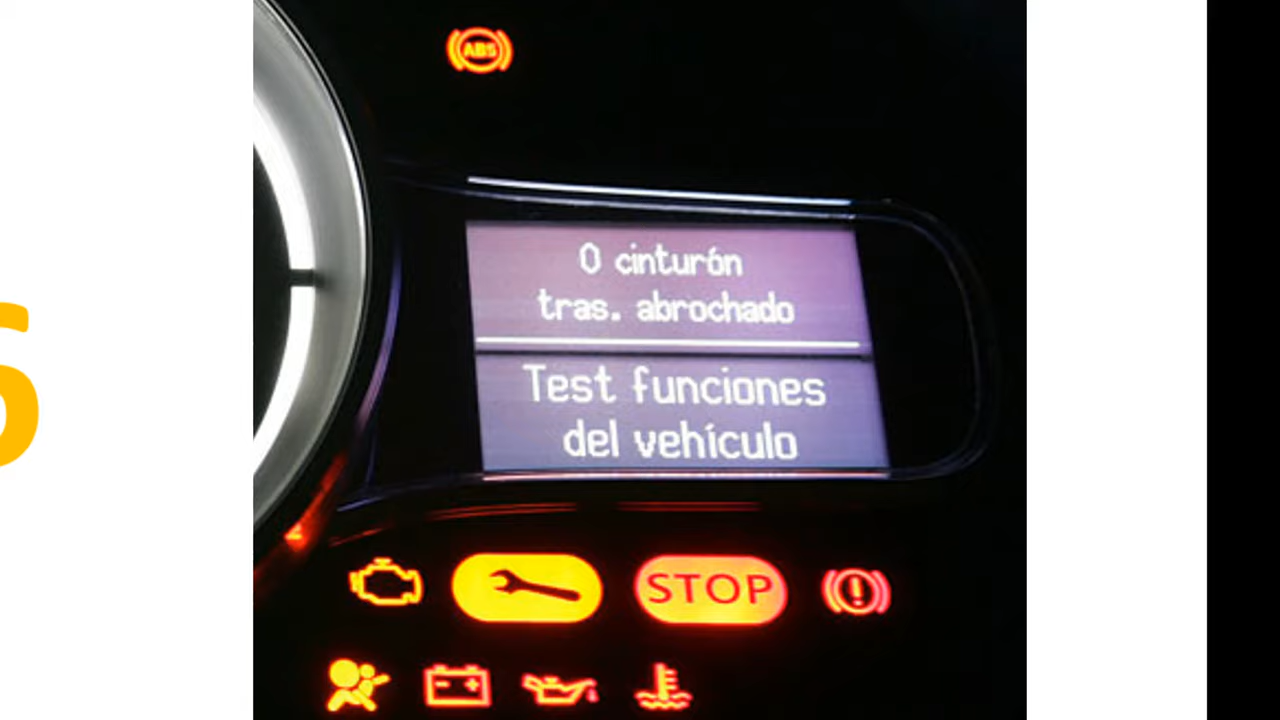 ABS
0 cinturón
tras. abrochado
Test funciones
del vehículo
STOP